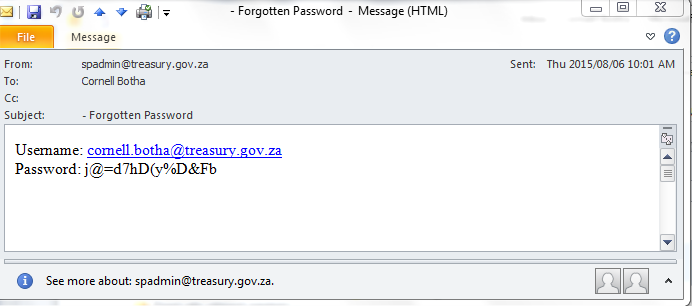 - Forgotten Password - Message (HTML)
File Message
From: spadmin@treasury.gov.za Sent: Thu 2015/08/06 10:01 AM
To: Cornell Botha
Cc:
Subject: - Forgotten Password
Username: cornell.botha@treasury.gov.za
Password: j@=d7hD(y%D&Fb
See more about: spadmin@treasury.gov.za.